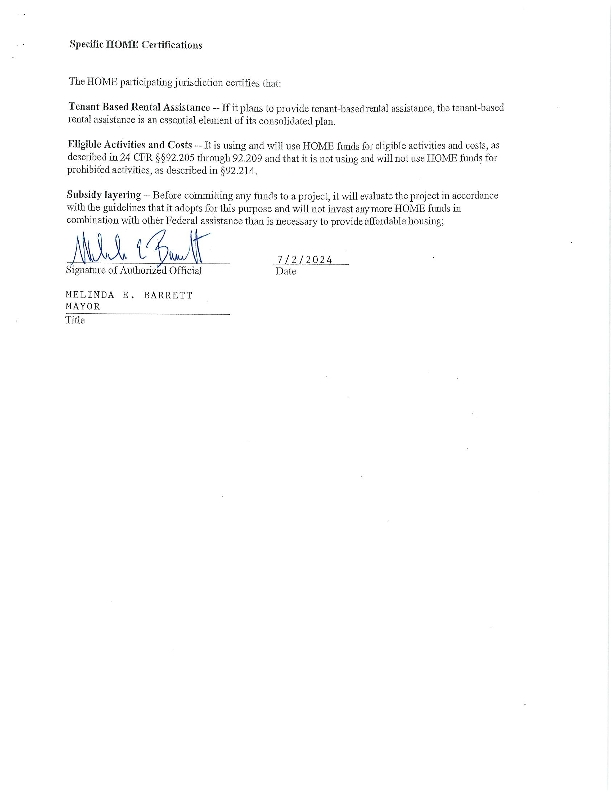 Specific HOME Certifications
The HOME participating jurisdiction certifies that:
Tenant Based Rental Assistance -- If it plans to provide tenant-based rental assistance, the tenant-based
rental assistance is an essential element of its consolidated plan.
Eligible Activities and Costs -- It is using and will use HOME funds for eligible activities and costs, as
described in 24 CFR §§92.205 through 92.209 and that it is not using and will not use HOME funds for
prohibited activities, as described in §92.214.
Subsidy layering -- Before committing any funds to a project, it will evaluate the project in accordance
with the guidelines that it adopts for this purpose and will not invest any more HOME funds in
combination with other Federal assistance than is necessary to provide affordable housing;
Melinda E Barrett 7/2/2024
Signature of Authorized Official Date
MELINDA E. BARRETT
MAYOR
Title